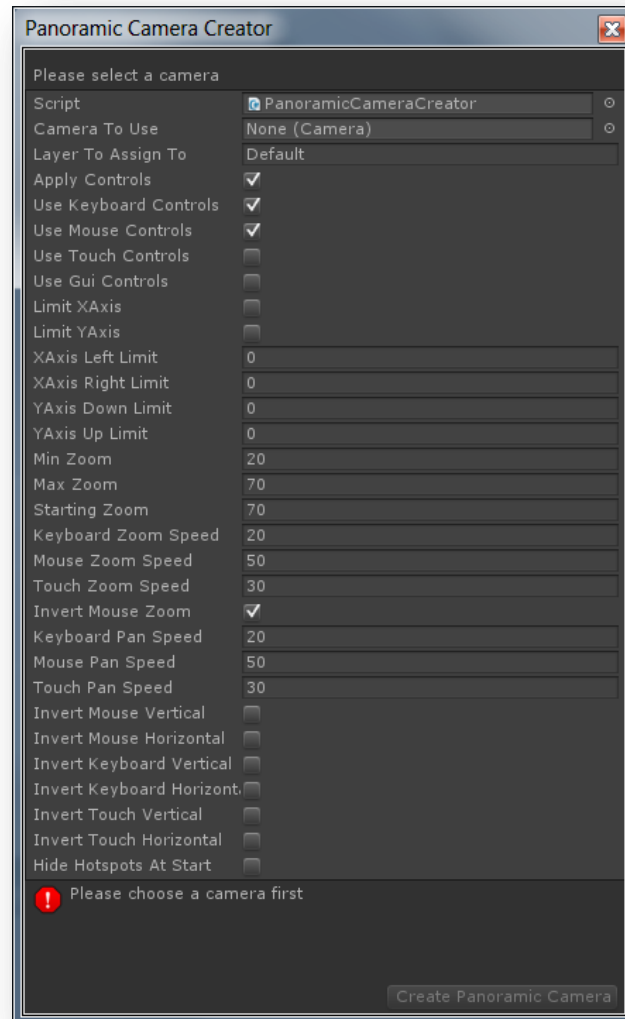 Panoramic Camera Creator
Please select a camera
Script PanoramicCameraCreator
Camera To Use None (Camera)
Layer To Assign To Default
Apply Controls
Use Keyboard Controls
Use Mouse Controls
Use Touch Controls
Use Gui Controls
Limit XAxis
Limit YAxis
XAxis Left Limit 0
XAxis Right Limit 0
YAxis Down Limit 0
YAxis Up Limit 0
Min Zoom 20
Max Zoom 70
Starting Zoom 70
Keyboard Zoom Speed 20
Mouse Zoom Speed 50
Touch Zoom Speed 30
Invert Mouse Zoom
Keyboard Pan Speed 20
Mouse Pan Speed 50
Touch Pan Speed 30
Invert Mouse Vertical
Invert Mouse Horizontal
Invert Keyboard Vertical
Invert Keyboard Horizont
Invert Touch Vertical
Invert Touch Horizontal
Hide Hotspots At Start
Please choose a camera first
Create Panoramic Camera